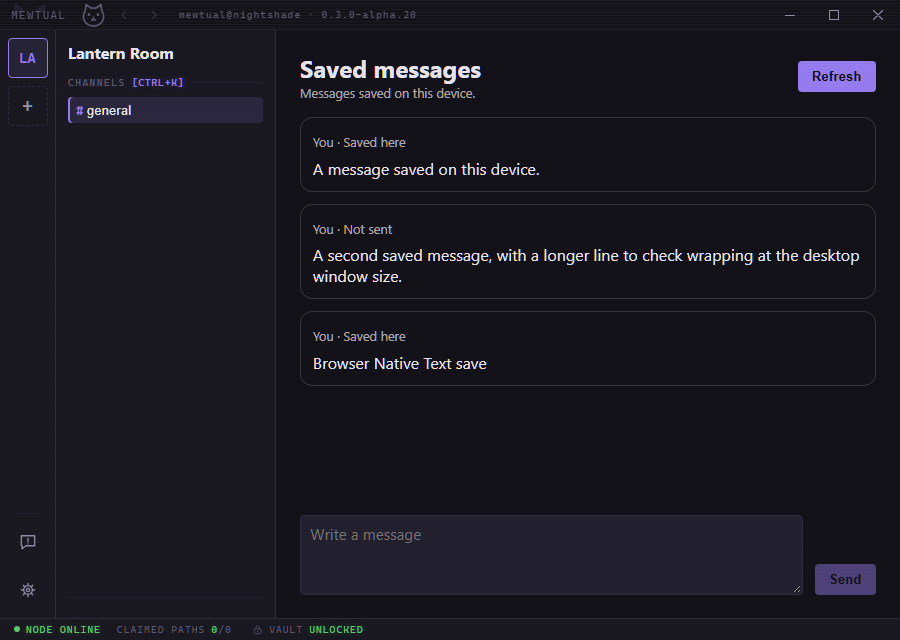 MEWTUAL
mewtual@nightshade · 0.3.0-alpha.20
LA
+
Lantern Room
CHANNELS [CTRL+K]
# general
Saved messages
Messages saved on this device.
Refresh
You · Saved here
A message saved on this device.
You · Not sent
A second saved message, with a longer line to check wrapping at the desktop
window size.
You · Saved here
Browser Native Text save
Write a message
Send
NODE ONLINE CLAIMED PATHS 0/0 VAULT UNLOCKED